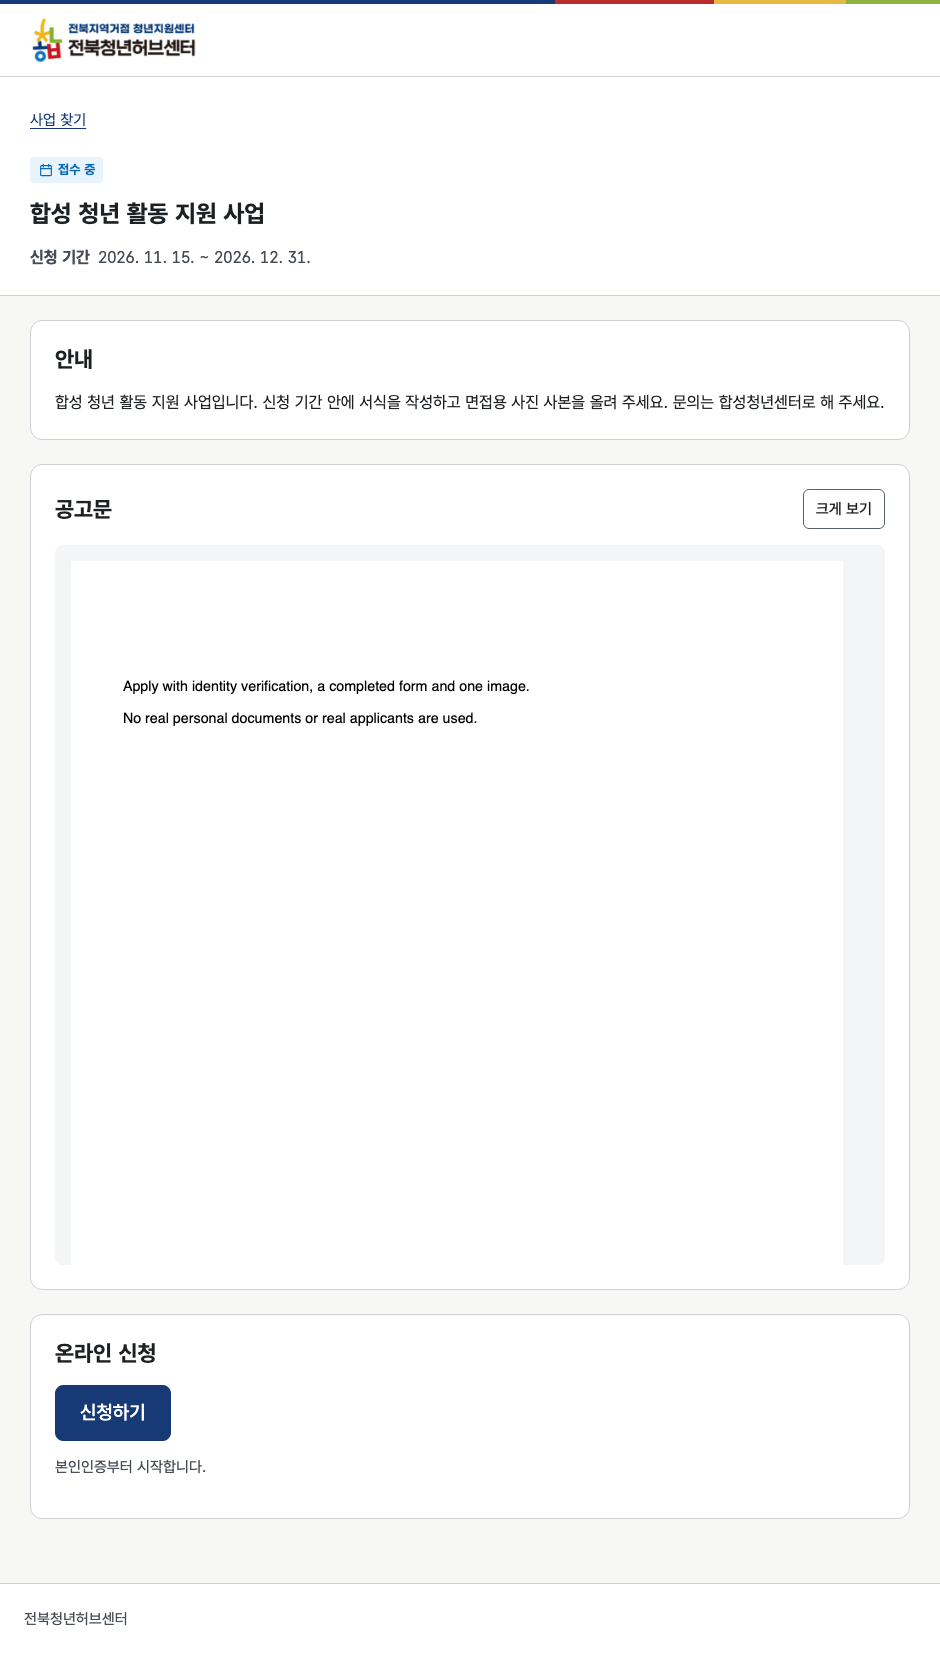 전북지역거점 청년지원센터
전북청년허브센터
사업 찾기
접수 중
합성 청년 활동 지원 사업
신청 기간 2026. 11. 15. ~ 2026. 12. 31.
안내
합성 청년 활동 지원 사업입니다. 신청 기간 안에 서식을 작성하고 면접용 사진 사본을 올려 주세요. 문의는 합성청년센터로 해 주세요.
공고문
크게 보기
Apply with identity verification, a completed form and one image.
No real personal documents or real applicants are used.
온라인 신청
신청하기
본인인증부터 시작합니다.
전북청년허브센터